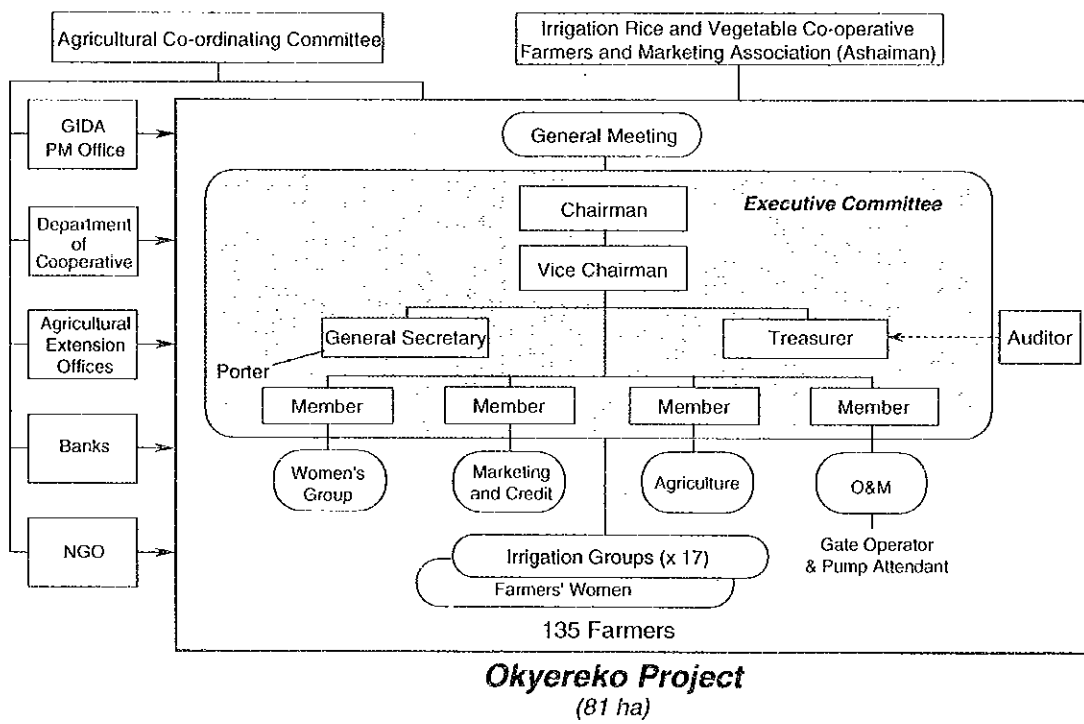 Agricultural Co-ordinating Committee
Irrigation Rice and Vegetable Co-operative
Farmers and Marketing Association (Ashaiman)
GIDA
PM Office
General Meeting
Executive Committee
Chairman
Department
of
Cooperative
Vice Chairman
Agricultural
Extension
Offices
General Secretary
Treasurer
Auditor
Porter
Member
Member
Member
Member
Banks
Women's
Group
Marketing
and Credit
Agriculture
O&M
NGO
Irrigation Groups (x 17)
Gate Operator
& Pump Attendant
Farmers' Women
135 Farmers
Okyereko Project
(81 ha)